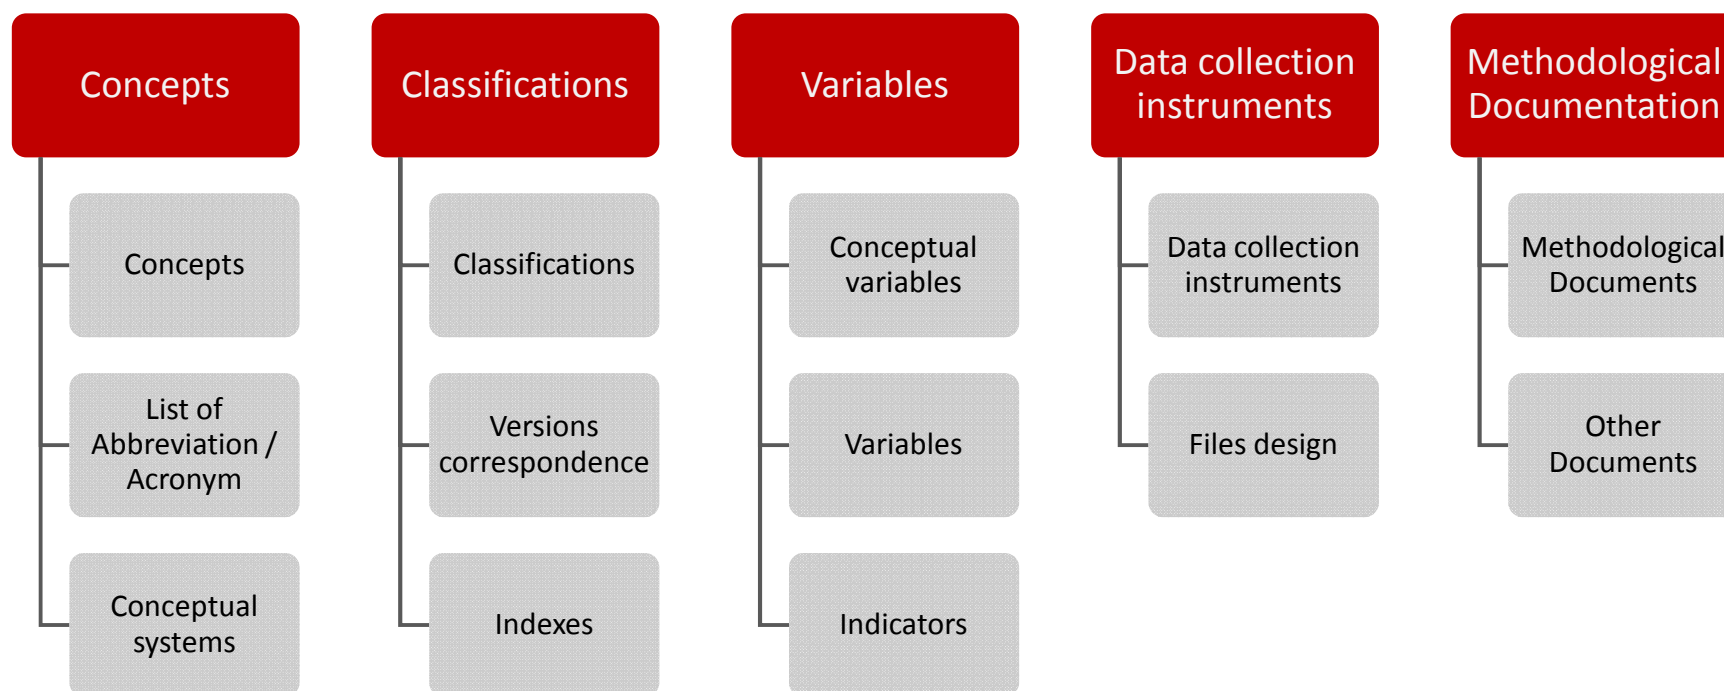 Concepts
Concepts
List of
Abbreviation /
Acronym
Conceptual
systems
Classifications
Classifications
Versions
correspondence
Indexes
Variables
Conceptual
variables
Variables
Indicators
Data collection
instruments
Data collection
instruments
Files design
Methodological
Documentation
Methodological
Documents
Other
Documents